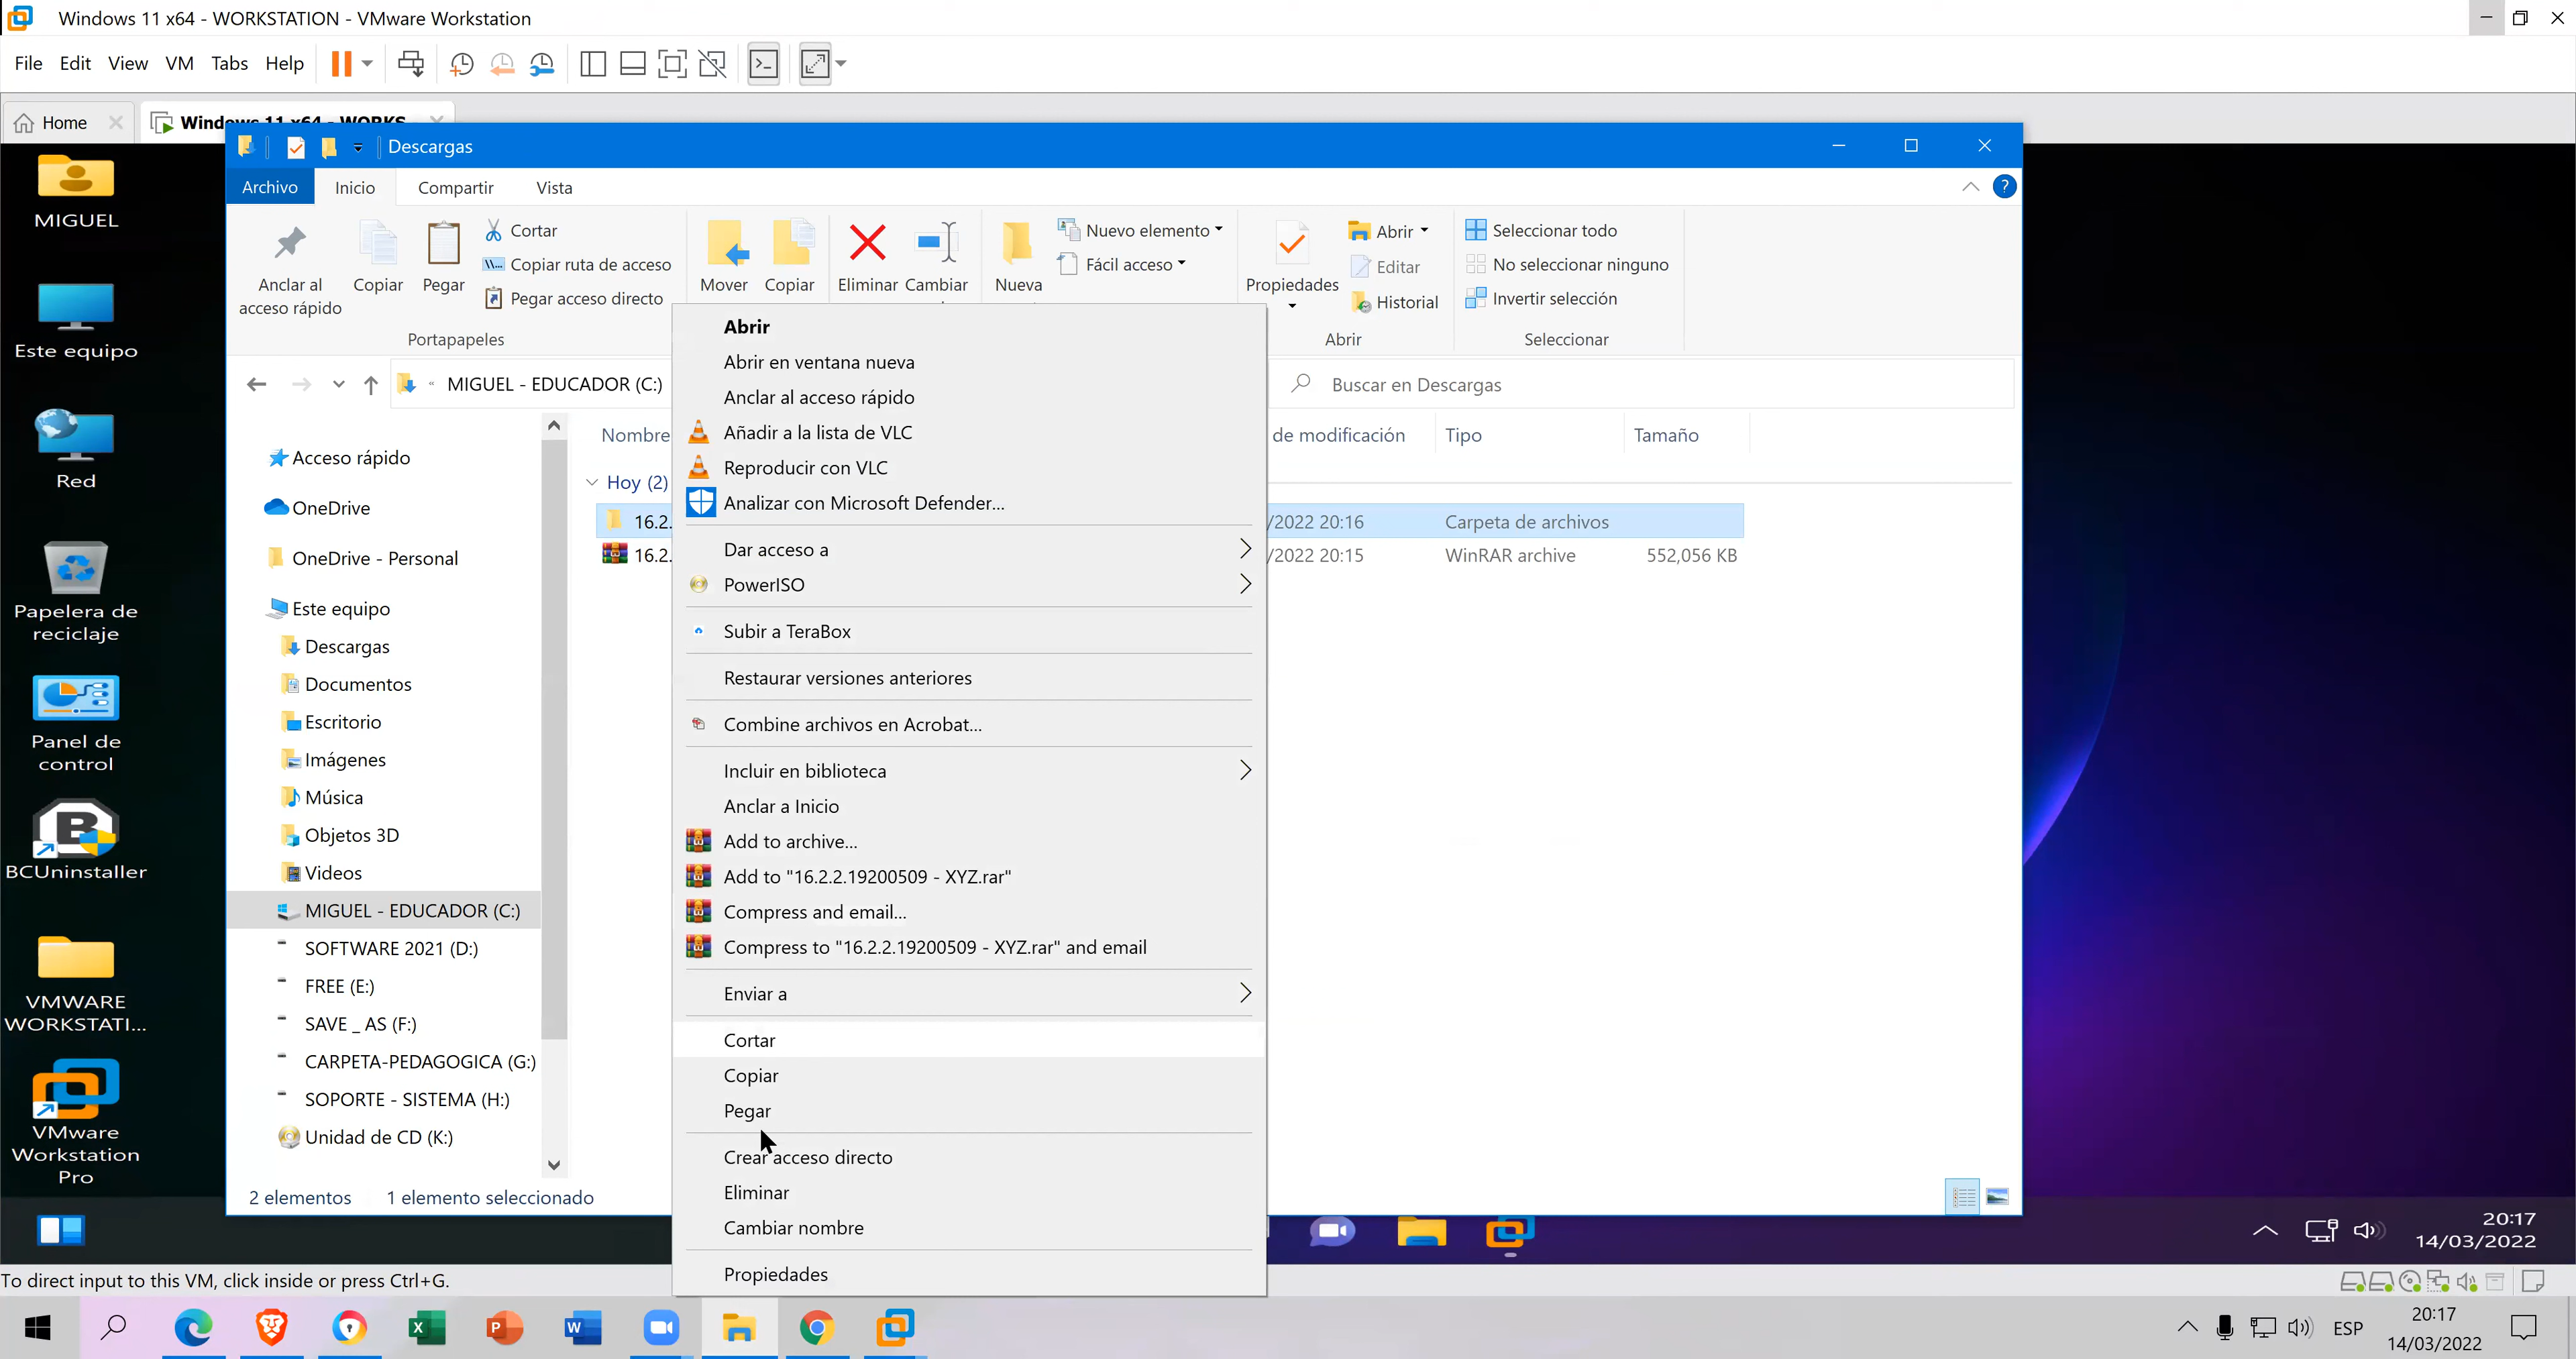 Windows 11 x64 - WORKSTATION - VMware Workstation
File Edit View VM Tabs Help
Home
Windows 11 x64 - WORKS...
Descargas
Archivo Inicio Compartir Vista
Anclar al
acceso rápido
Copiar
Pegar
Cortar
Copiar ruta de acceso
Pegar acceso directo
Portapapeles
Mover
Copiar
Eliminar
Cambiar
Nueva
Nuevo elemento
Fácil acceso
Propiedades
Abrir
Editar
Historial
Abrir
Seleccionar todo
No seleccionar ninguno
Invertir selección
Seleccionar
« MIGUEL - EDUCADOR (C:)
Buscar en Descargas
Nombre
de modificación
Tipo
Tamaño
Hoy (2)
16.2.
/2022 20:16 Carpeta de archivos
16.2.
/2022 20:15 WinRAR archive 552,056 KB
Acceso rápido
OneDrive
OneDrive - Personal
Este equipo
Descargas
Documentos
Escritorio
Imágenes
Música
Objetos 3D
Videos
MIGUEL - EDUCADOR (C:)
SOFTWARE 2021 (D:)
FREE (E:)
SAVE _ AS (F:)
CARPETA-PEDAGOGICA (G:)
SOPORTE - SISTEMA (H:)
Unidad de CD (K:)
2 elementos 1 elemento seleccionado
Abrir
Abrir en ventana nueva
Anclar al acceso rápido
Añadir a la lista de VLC
Reproducir con VLC
Analizar con Microsoft Defender...
Dar acceso a
PowerISO
Subir a TeraBox
Restaurar versiones anteriores
Combine archivos en Acrobat...
Incluir en biblioteca
Anclar a Inicio
Add to archive...
Add to "16.2.2.19200509 - XYZ.rar"
Compress and email...
Compress to "16.2.2.19200509 - XYZ.rar" and email
Enviar a
Cortar
Copiar
Pegar
Crear acceso directo
Eliminar
Cambiar nombre
Propiedades
MIGUEL
Este equipo
Red
Papelera de
reciclaje
Panel de
control
BCUninstaller
VMWARE
WORKSTATI...
VMware
Workstation
Pro
20:17
14/03/2022
To direct input to this VM, click inside or press Ctrl+G.
ESP
20:17
14/03/2022